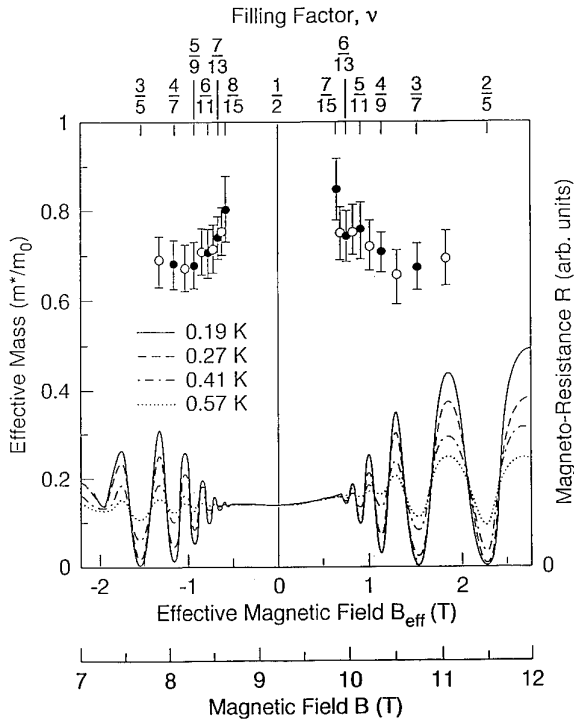 Filling Factor, ν
5/9 7/13 6/13
3/5 4/7 6/11 8/15 1/2 7/15 5/11 4/9 3/7 2/5
1
0.8
0.6
0.4
0.2
0
Effective Mass (m*/m₀)
Magneto-Resistance R (arb. units)
0
0.19 K
0.27 K
0.41 K
0.57 K
-2 -1 0 1 2
Effective Magnetic Field B_eff (T)
7 8 9 10 11 12
Magnetic Field B (T)